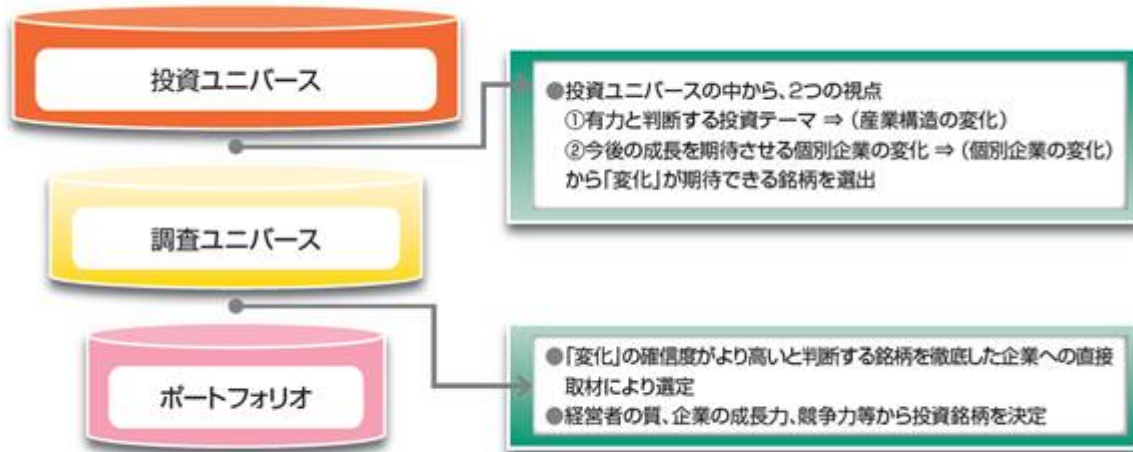 投資ユニバース
●投資ユニバースの中から、2つの視点
①有力と判断する投資テーマ ⇒ (産業構造の変化)
②今後の成長を期待させる個別企業の変化 ⇒ (個別企業の変化)
から「変化」が期待できる銘柄を選出
調査ユニバース
●「変化」の確信度がより高いと判断する銘柄を徹底した企業への直接
取材により選定
●経営者の質、企業の成長力、競争力等から投資銘柄を決定
ポートフォリオ